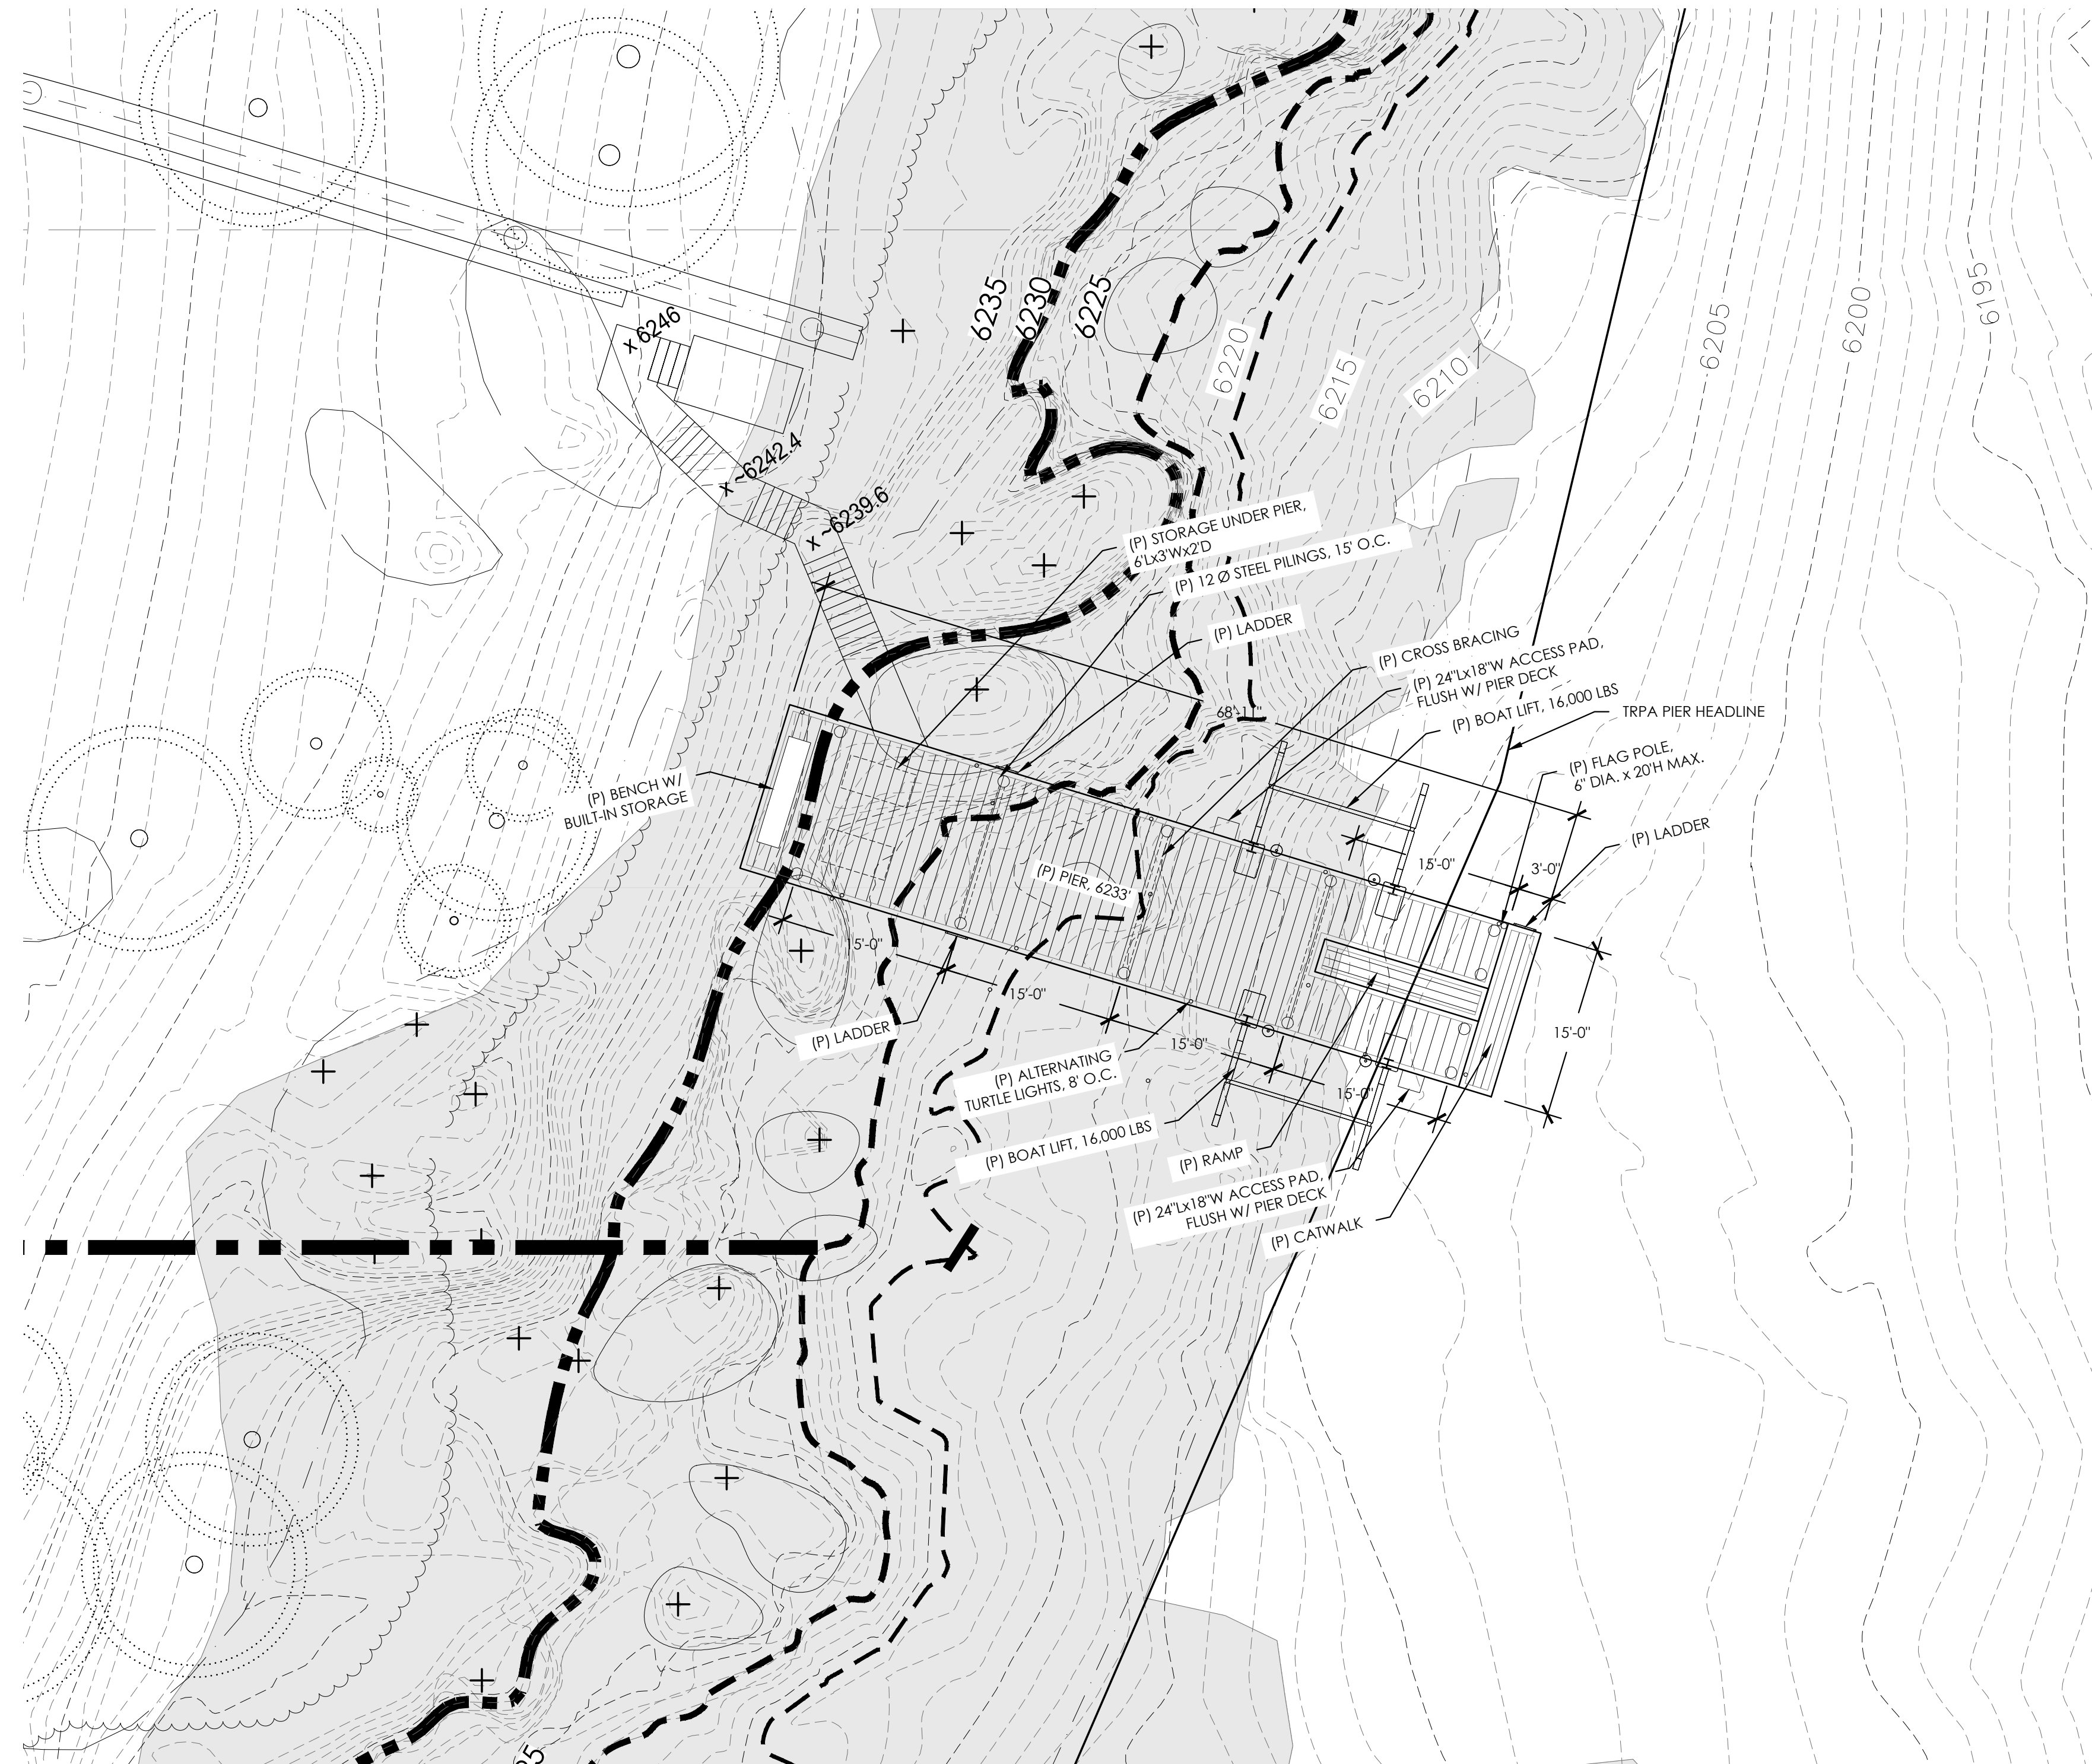 x 6246
6235
6230
6225
6220
6215
6210
6205
6200
6195
x ~6242.4
x ~6239.6
(P) STORAGE UNDER PIER,
6'Lx3'Wx2'D
(P) 12 Ø STEEL PILINGS, 15' O.C.
(P) LADDER
(P) CROSS BRACING
(P) 24"Lx18"W ACCESS PAD,
FLUSH W/ PIER DECK
(P) BOAT LIFT, 16,000 LBS
TRPA PIER HEADLINE
68'-11"
(P) FLAG POLE,
6" DIA. x 20'H MAX.
(P) BENCH W/
BUILT-IN STORAGE
(P) LADDER
15'-0"
3'-0"
(P) PIER, 6233'
15'-0"
15'-0"
15'-0"
15'-0"
15'-0"
(P) LADDER
(P) ALTERNATING
TURTLE LIGHTS, 8' O.C.
(P) BOAT LIFT, 16,000 LBS
(P) RAMP
(P) 24"Lx18"W ACCESS PAD,
FLUSH W/ PIER DECK
(P) CATWALK